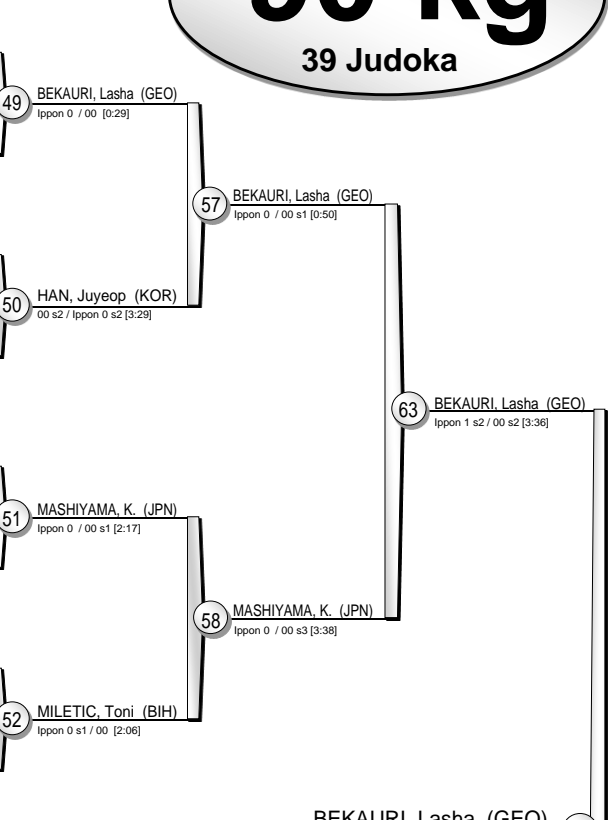 39 Judoka
49
BEKAURI, Lasha (GEO)
Ippon 0 / 00 [0:29]
57
BEKAURI, Lasha (GEO)
Ippon 0 / 00 s1 [0:50]
50
HAN, Juyeop (KOR)
00 s2 / Ippon 0 s2 [3:29]
63
BEKAURI, Lasha (GEO)
Ippon 1 s2 / 00 s2 [3:36]
51
MASHIYAMA, K. (JPN)
Ippon 0 / 00 s1 [2:17]
58
MASHIYAMA, K. (JPN)
Ippon 0 / 00 s3 [3:38]
52
MILETIC, Toni (BIH)
Ippon 0 s1 / 00 [2:06]
BEKAURI, Lasha (GEO)